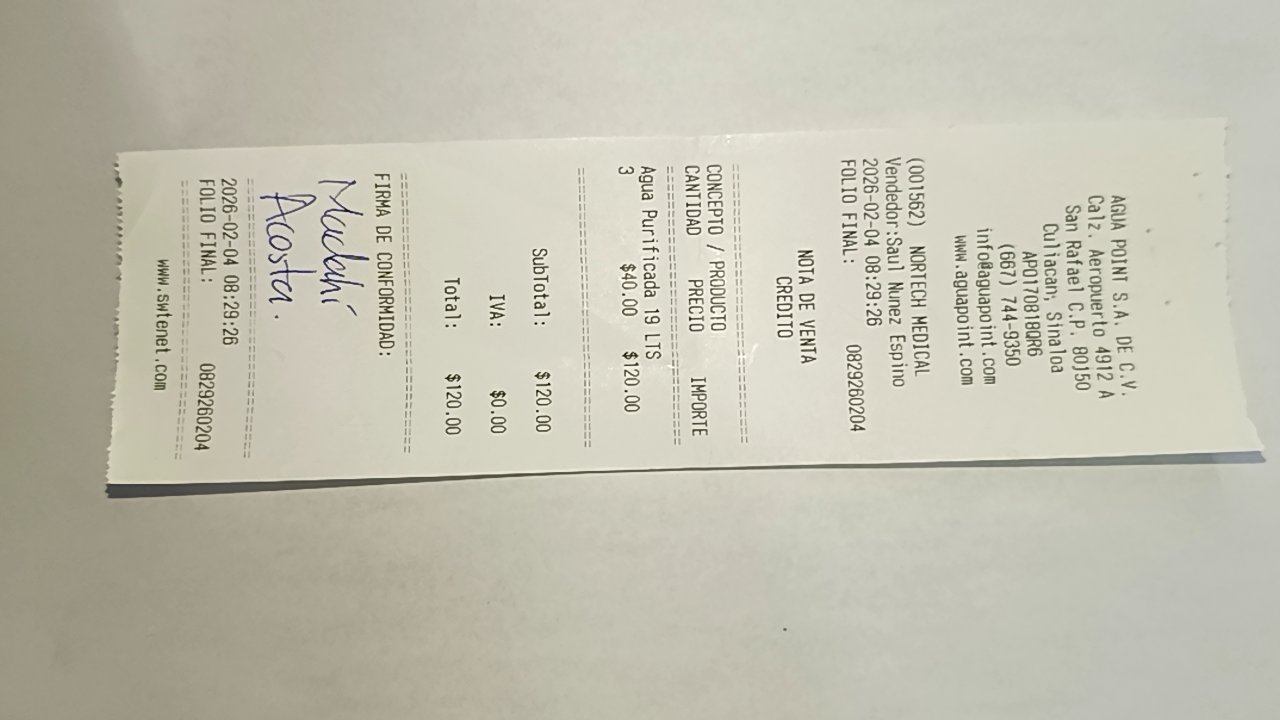 AGUA POINT S.A. DE C.V.
Calz. Aeropuerto 4912 A
San Rafael C.P. 80150
Culiacan, Sinaloa
APO170818QR6
(667) 744-9350
info@aguapoint.com
www.aguapoint.com
(001562) NORTECH MEDICAL
Vendedor:Saul Nunez Espino
2026-02-04 08:29:26
FOLIO FINAL: 0829260204
NOTA DE VENTA
CREDITO
CONCEPTO / PRODUCTO
CANTIDAD PRECIO IMPORTE
Agua Purificada 19 LTS
3 $40.00 $120.00
SubTotal: $120.00
IVA: $0.00
Total: $120.00
FIRMA DE CONFORMIDAD:
Acosta.
2026-02-04 08:29:26
FOLIO FINAL: 0829260204
www.swtenet.com